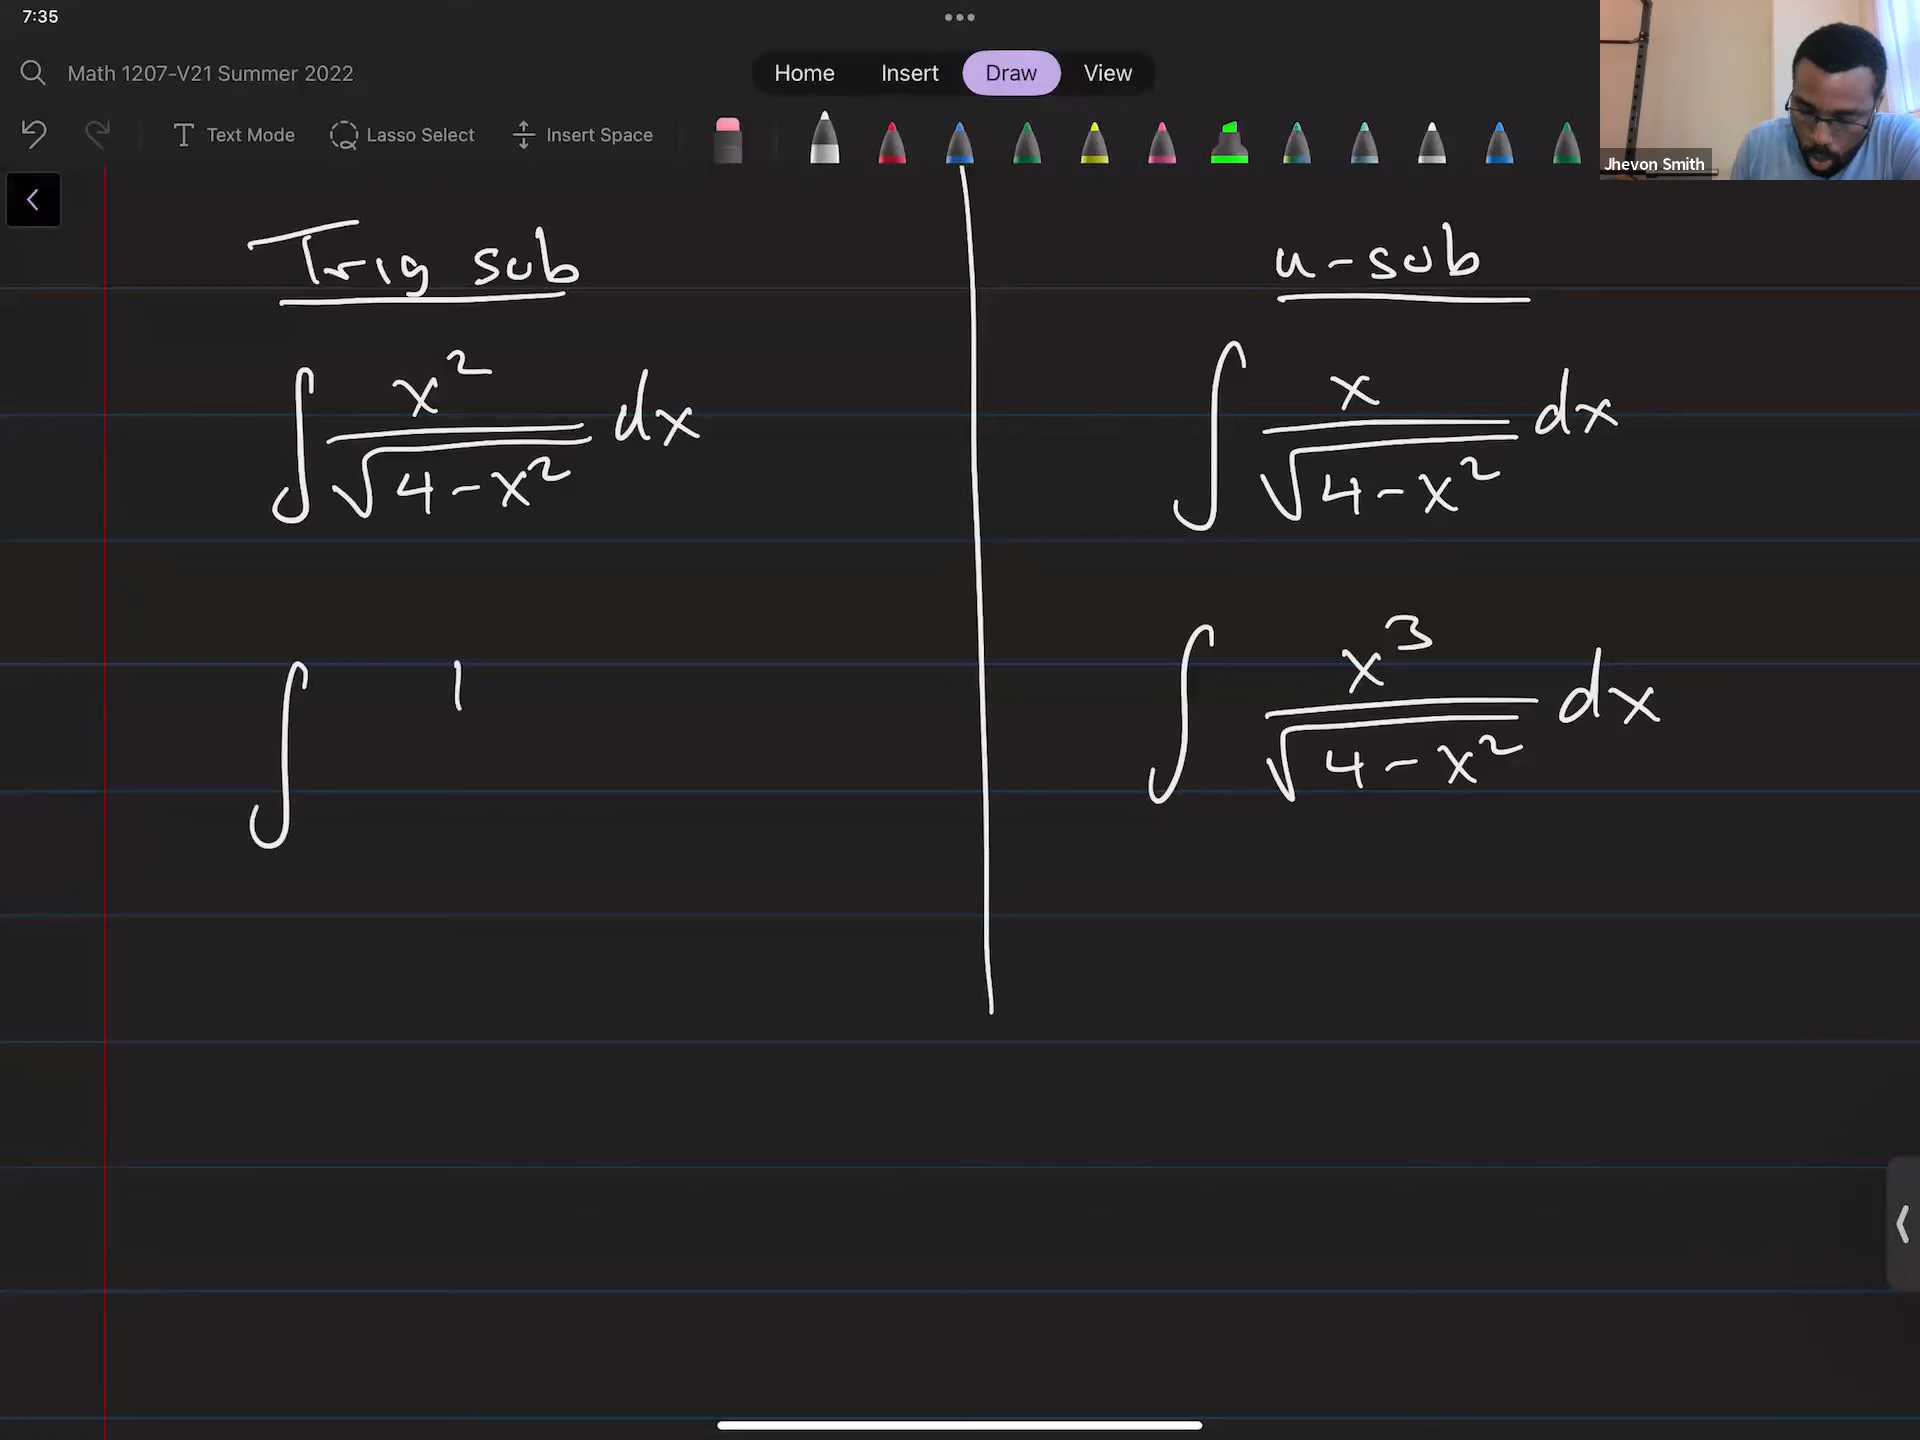 7:35
Math 1207-V21 Summer 2022
Home Insert Draw View
Text Mode Lasso Select Insert Space
Jhevon Smith
Trig sub
∫ x² / √(4-x²) dx
∫ 1
u-sub
∫ x / √(4-x²) dx
∫ x³ / √(4-x²) dx